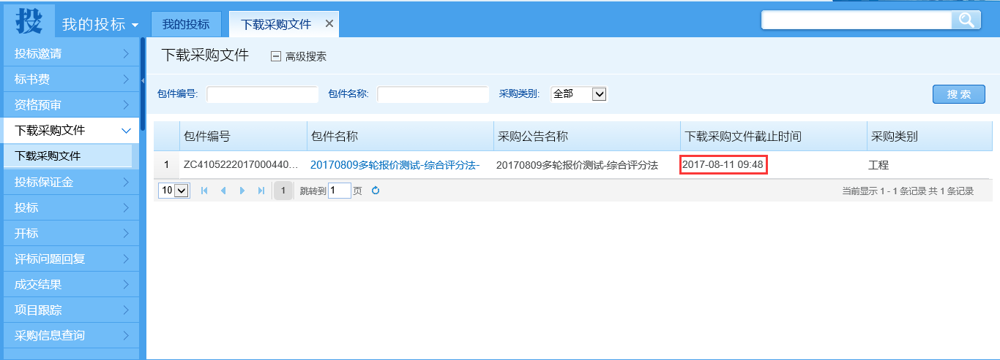 投
我的投标
我的投标
下载采购文件
投标邀请
标书费
资格预审
下载采购文件
下载采购文件
投标保证金
投标
开标
评标问题回复
成交结果
项目跟踪
采购信息查询
下载采购文件 高级搜索
包件编号: 包件名称: 采购类别: 全部 搜 索
包件编号 包件名称 采购公告名称 下载采购文件截止时间 采购类别
1 ZC4105222017000440... 20170809多轮报价测试-综合评分法- 20170809多轮报价测试-综合评分法 2017-08-11 09:48 工程
10 1 跳转到 1 页 当前显示 1 - 1 条记录 共 1 条记录